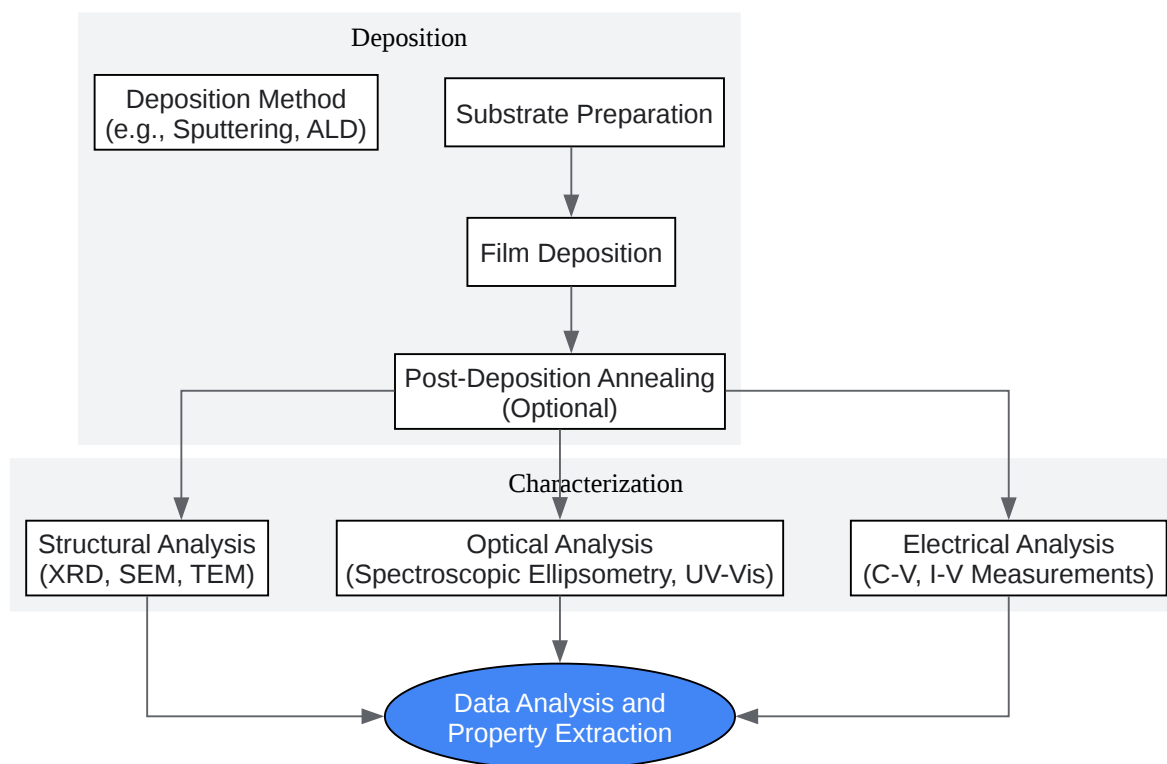 Deposition
Deposition Method
(e.g., Sputtering, ALD)
Substrate Preparation
Film Deposition
Post-Deposition Annealing
(Optional)
Characterization
Structural Analysis
(XRD, SEM, TEM)
Optical Analysis
(Spectroscopic Ellipsometry, UV-Vis)
Electrical Analysis
(C-V, I-V Measurements)
Data Analysis and
Property Extraction